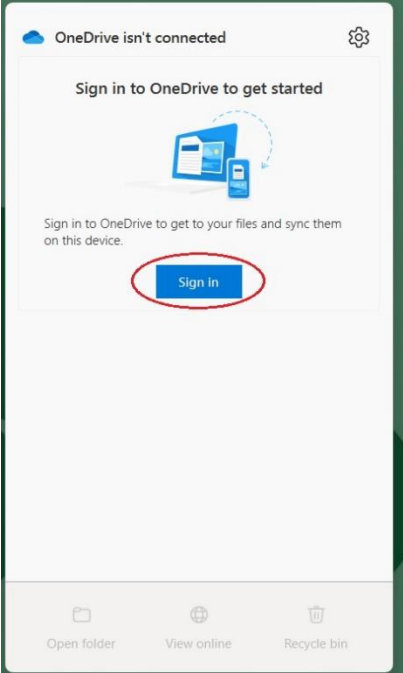 OneDrive isn't connected
Sign in to OneDrive to get started
Sign in to OneDrive to get to your files and sync them
on this device.
Sign in
Open folder View online Recycle bin